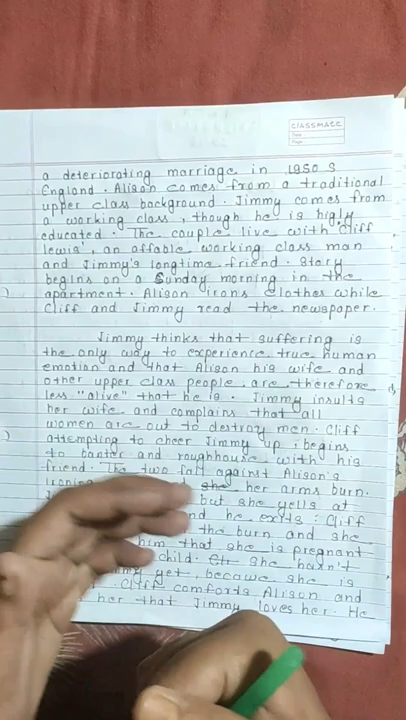 CLASSMATE
Date
Page
a deteriorating marriage in 1950 S
England. Alison comes from a traditional
upper class background. Jimmy comes from
a working class, though he is higly
educated. The couple live with Cliff
lewis, an affable working class man
and Jimmy's longtime friend. Story
begins on a Sunday morning in the
apartment. Alison irons clothes while
Cliff and Jimmy read the newspaper.
Jimmy thinks that suffering is
the only way to experience true human
emotion and that Alison his wife and
other upper class people are therefore
less "alive" that he is. Jimmy insults
her wife and complains that all
women are out to destroy men. Cliff
attempting to cheer Jimmy up, begins
to banter and roughhouse with his
friend. The two fall against Alison's
Ironing she her arms burn.
but she yells at
and he exits. Cliff
the burn and she
him that she is pregnant
child. She hasn't
yet, because she is
Cliff comforts Alison and
her that Jimmy loves her. He